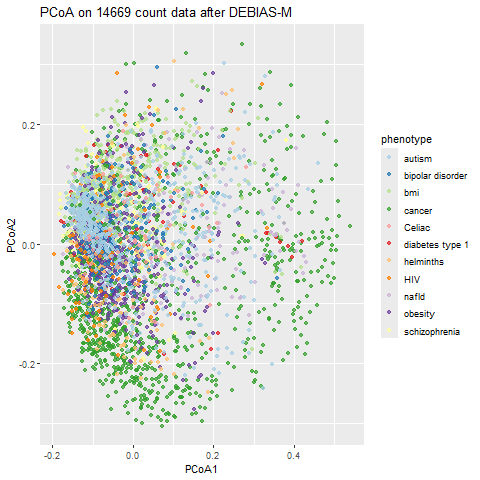 PCoA on 14669 count data after DEBIAS-M
PCoA2
0.2
0.0
-0.2
-0.2
0.0
0.2
0.4
PCoA1
phenotype
autism
bipolar disorder
bmi
cancer
Celiac
diabetes type 1
helminths
HIV
nafld
obesity
schizophrenia